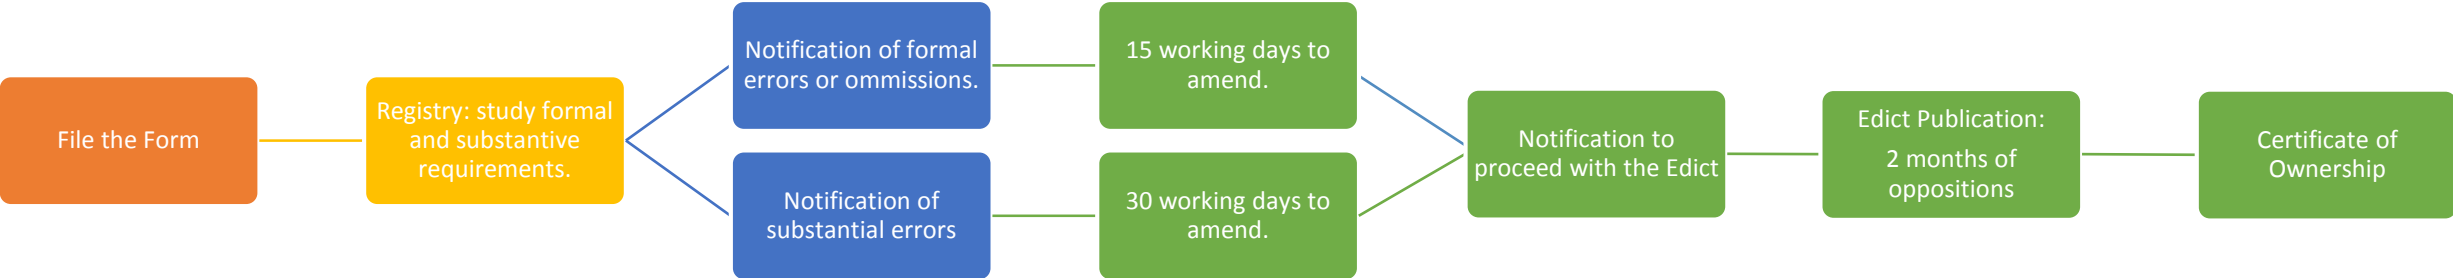 File the Form
Registry: study formal
and substantive
requirements.
Notification of formal
errors or ommissions.
15 working days to
amend.
Notification of
substantial errors
30 working days to
amend.
Notification to
proceed with the Edict
Edict Publication:
2 months of
oppositions
Certificate of
Ownership